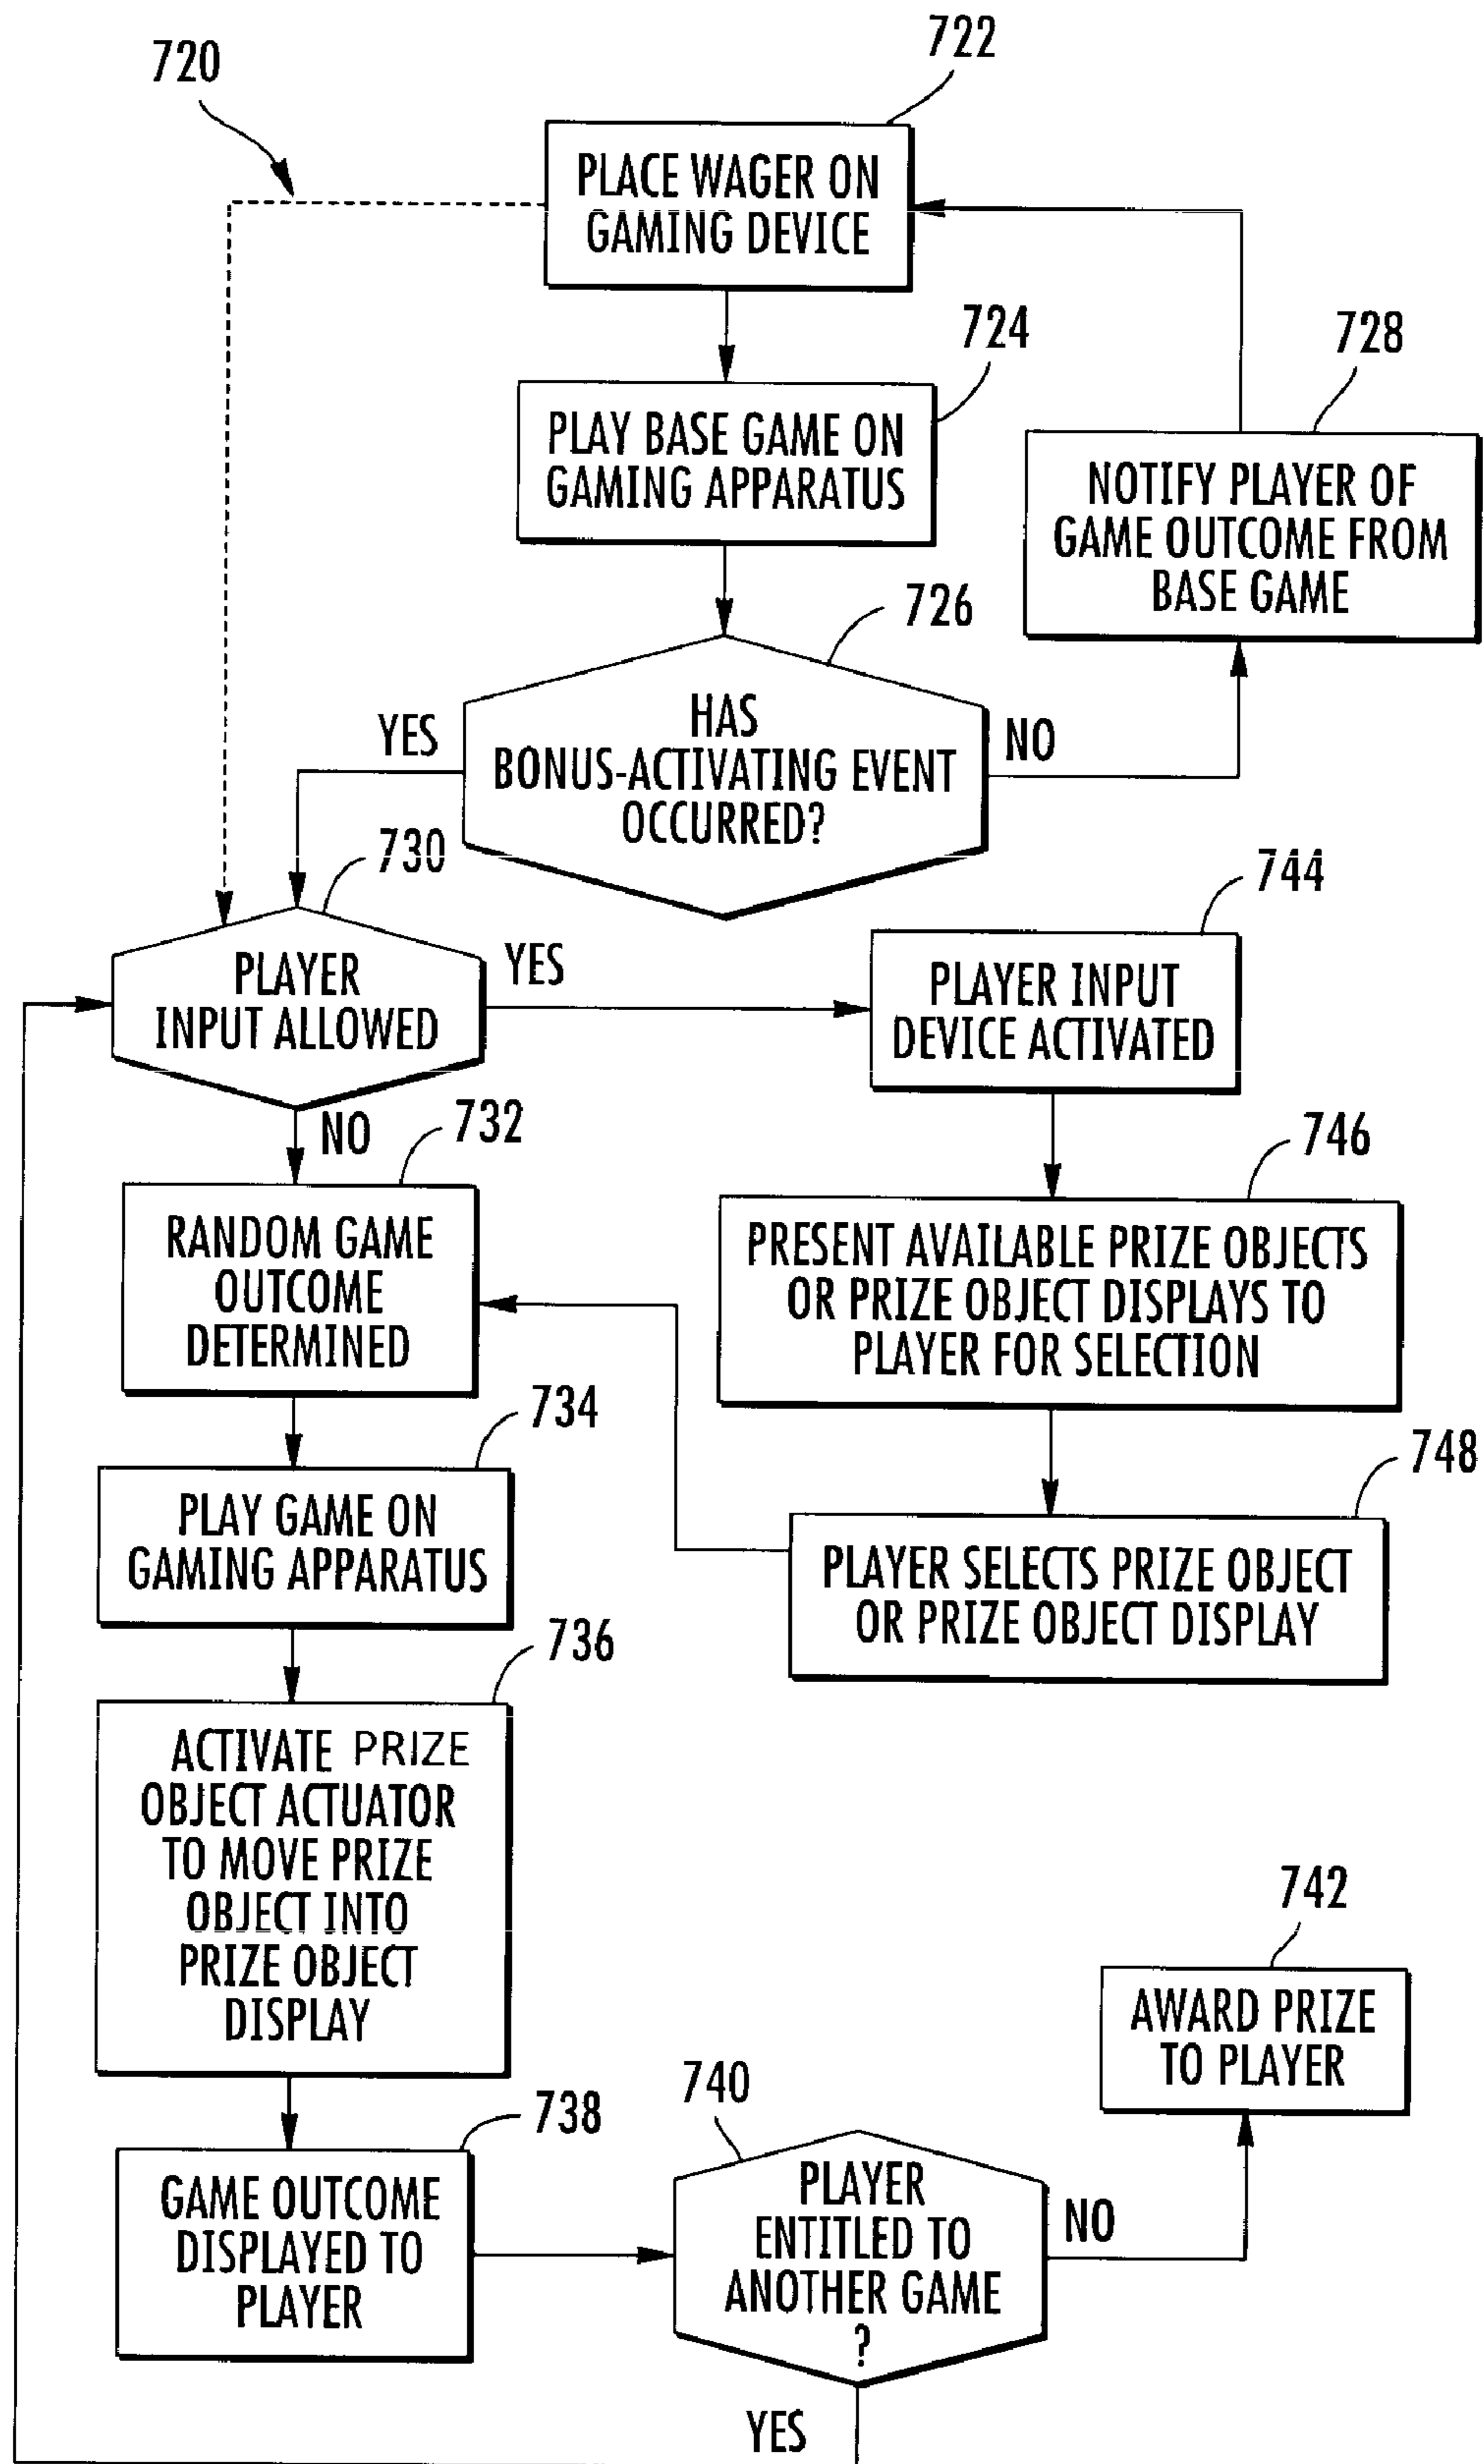 720
722
PLACE WAGER ON
GAMING DEVICE
724
PLAY BASE GAME ON
GAMING APPARATUS
728
NOTIFY PLAYER OF
GAME OUTCOME FROM
BASE GAME
726
HAS
BONUS-ACTIVATING EVENT
OCCURRED?
YES
NO
730
PLAYER
INPUT ALLOWED
YES
NO
744
PLAYER INPUT
DEVICE ACTIVATED
732
RANDOM GAME
OUTCOME
DETERMINED
746
PRESENT AVAILABLE PRIZE OBJECTS
OR PRIZE OBJECT DISPLAYS TO
PLAYER FOR SELECTION
734
PLAY GAME ON
GAMING APPARATUS
748
PLAYER SELECTS PRIZE OBJECT
OR PRIZE OBJECT DISPLAY
736
ACTIVATE PRIZE
OBJECT ACTUATOR
TO MOVE PRIZE
OBJECT INTO
PRIZE OBJECT
DISPLAY
738
GAME OUTCOME
DISPLAYED TO
PLAYER
740
PLAYER
ENTITLED TO
ANOTHER GAME
?
NO
YES
742
AWARD PRIZE
TO PLAYER